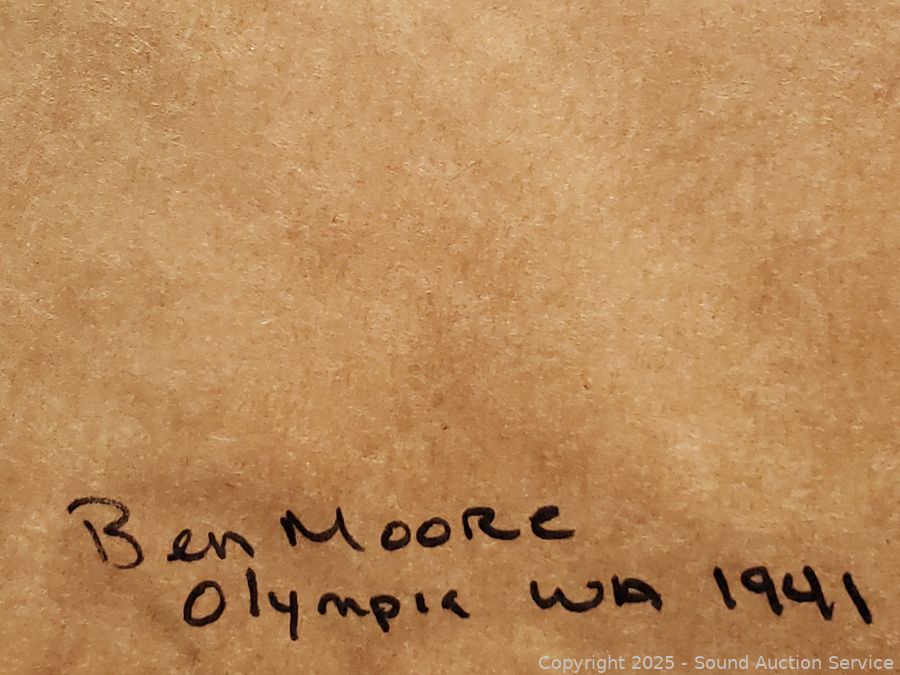 Ben Moore
Olympia WA 1941
Copyright 2025 - Sound Auction Service